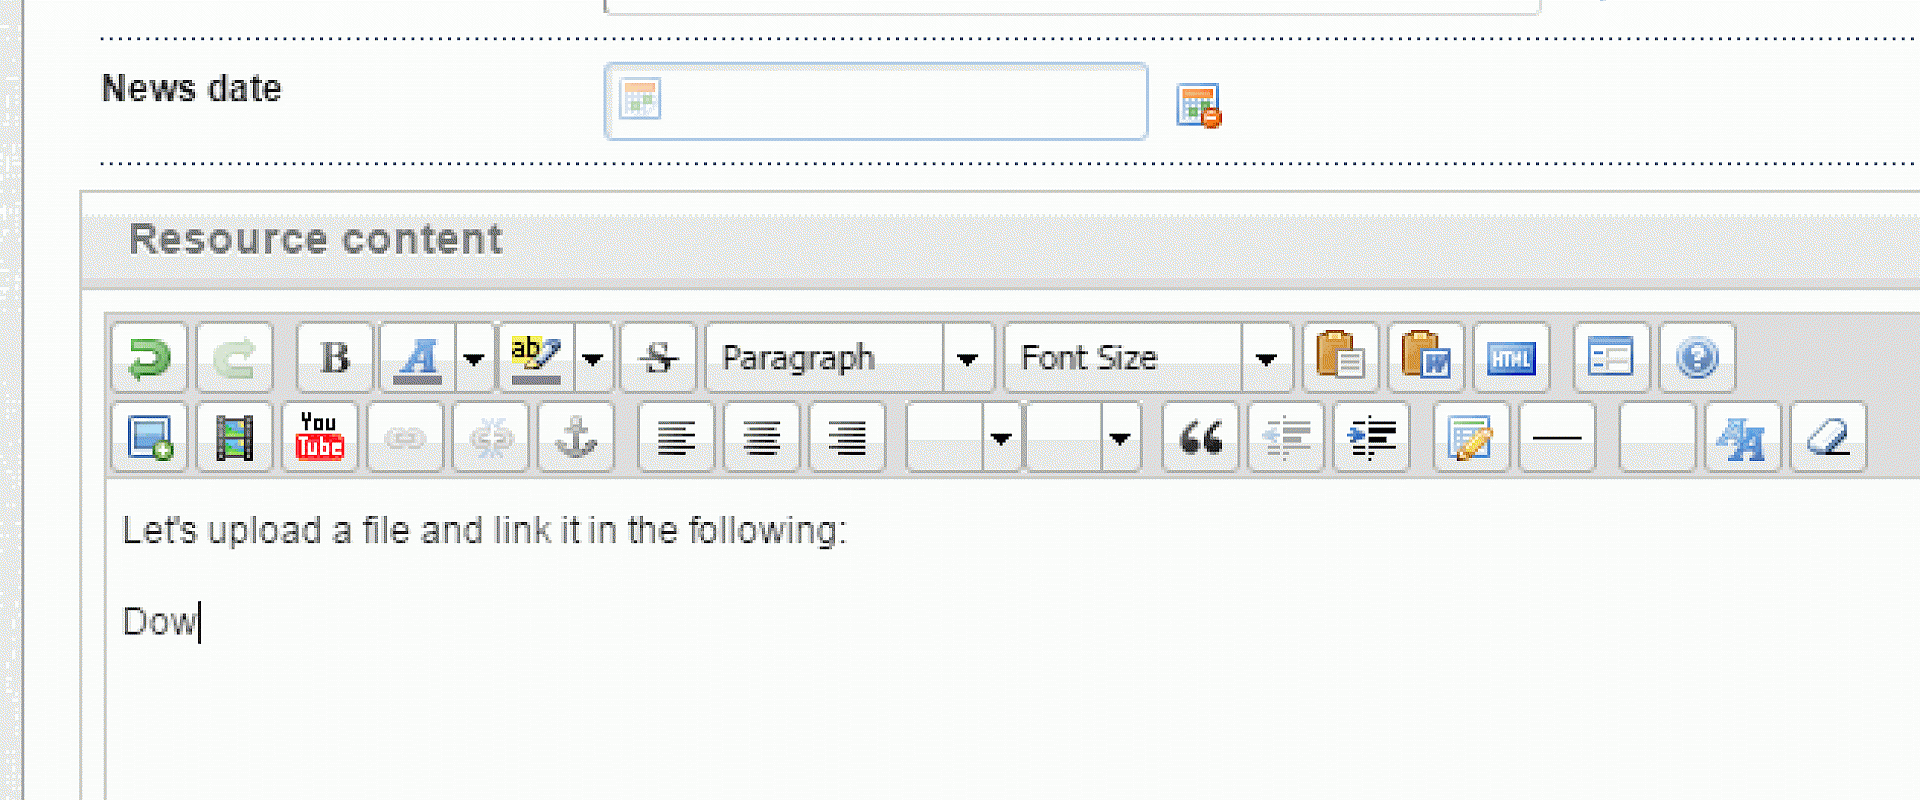 News date
Resource content
B A ab S Paragraph Font Size W HTML ?
You Tube A A
Let's upload a file and link it in the following:
Dow